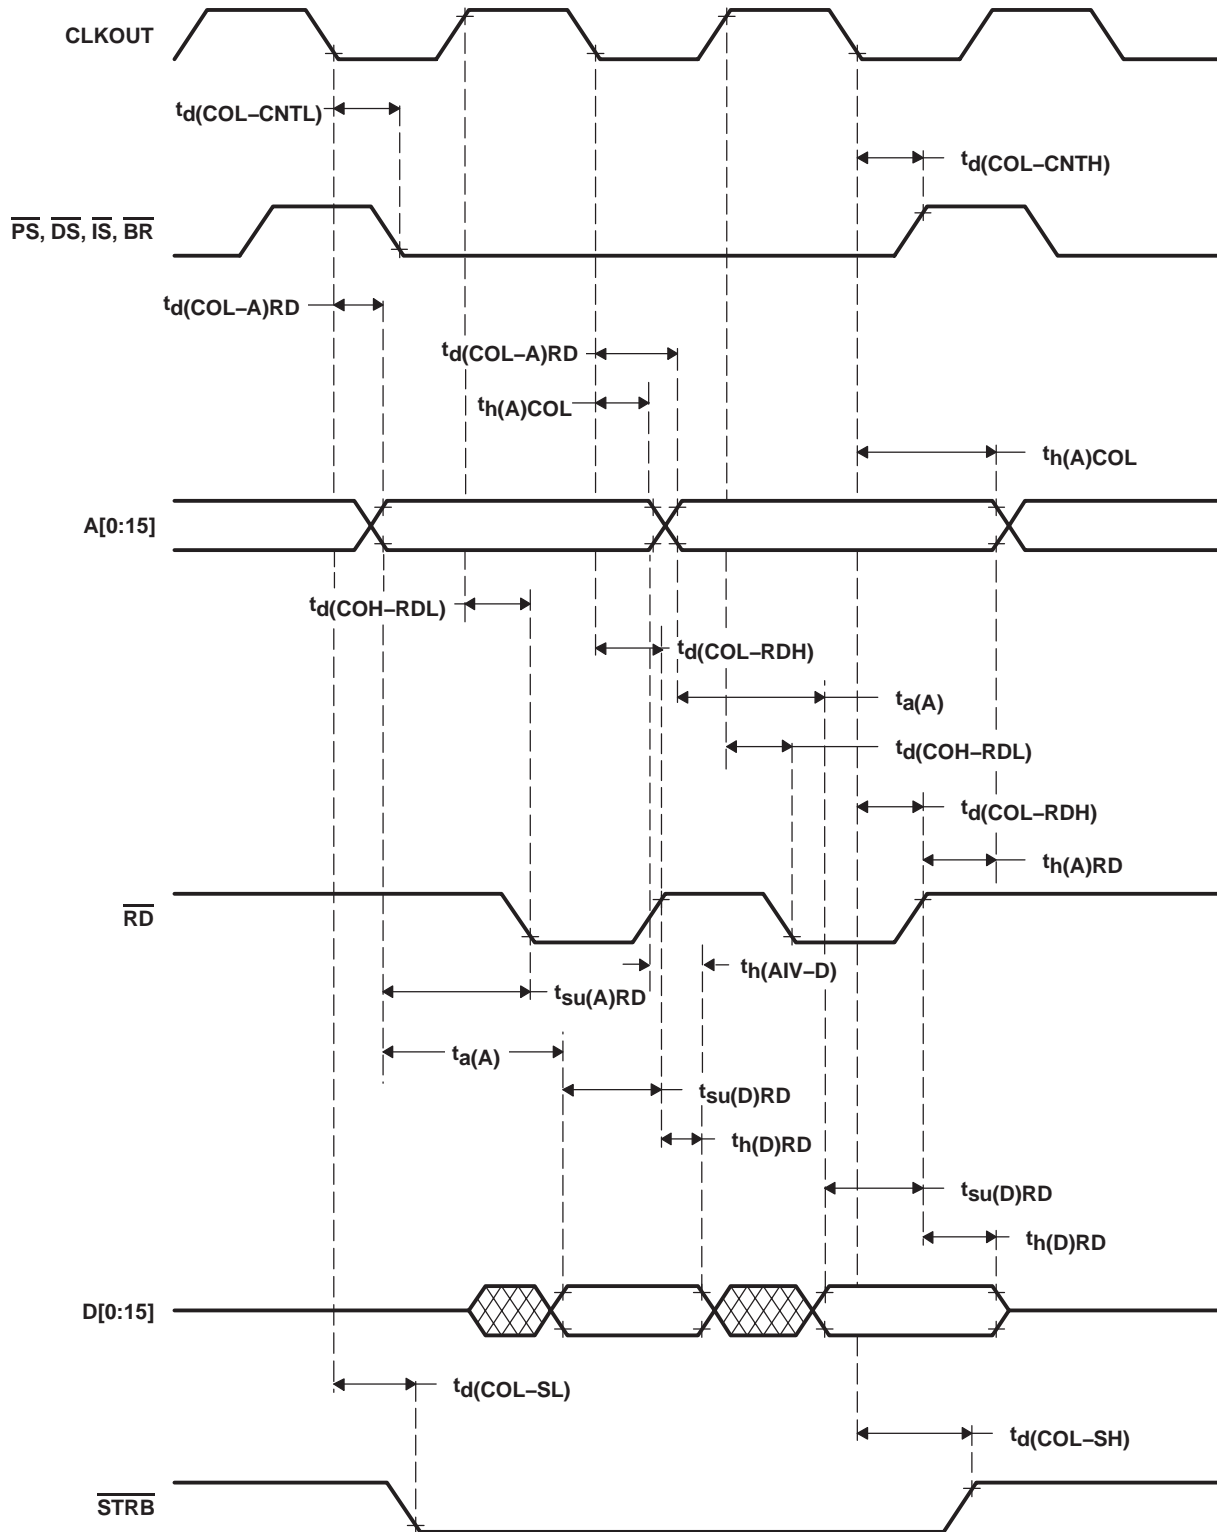 CLKOUT
td(COL–CNTL)
td(COL–CNTH)
PS, DS, IS, BR
td(COL–A)RD
td(COL–A)RD
th(A)COL
th(A)COL
A[0:15]
td(COH–RDL)
td(COL–RDH)
ta(A)
td(COH–RDL)
td(COL–RDH)
th(A)RD
RD
th(AIV–D)
tsu(A)RD
ta(A)
tsu(D)RD
th(D)RD
tsu(D)RD
th(D)RD
D[0:15]
td(COL–SL)
td(COL–SH)
STRB